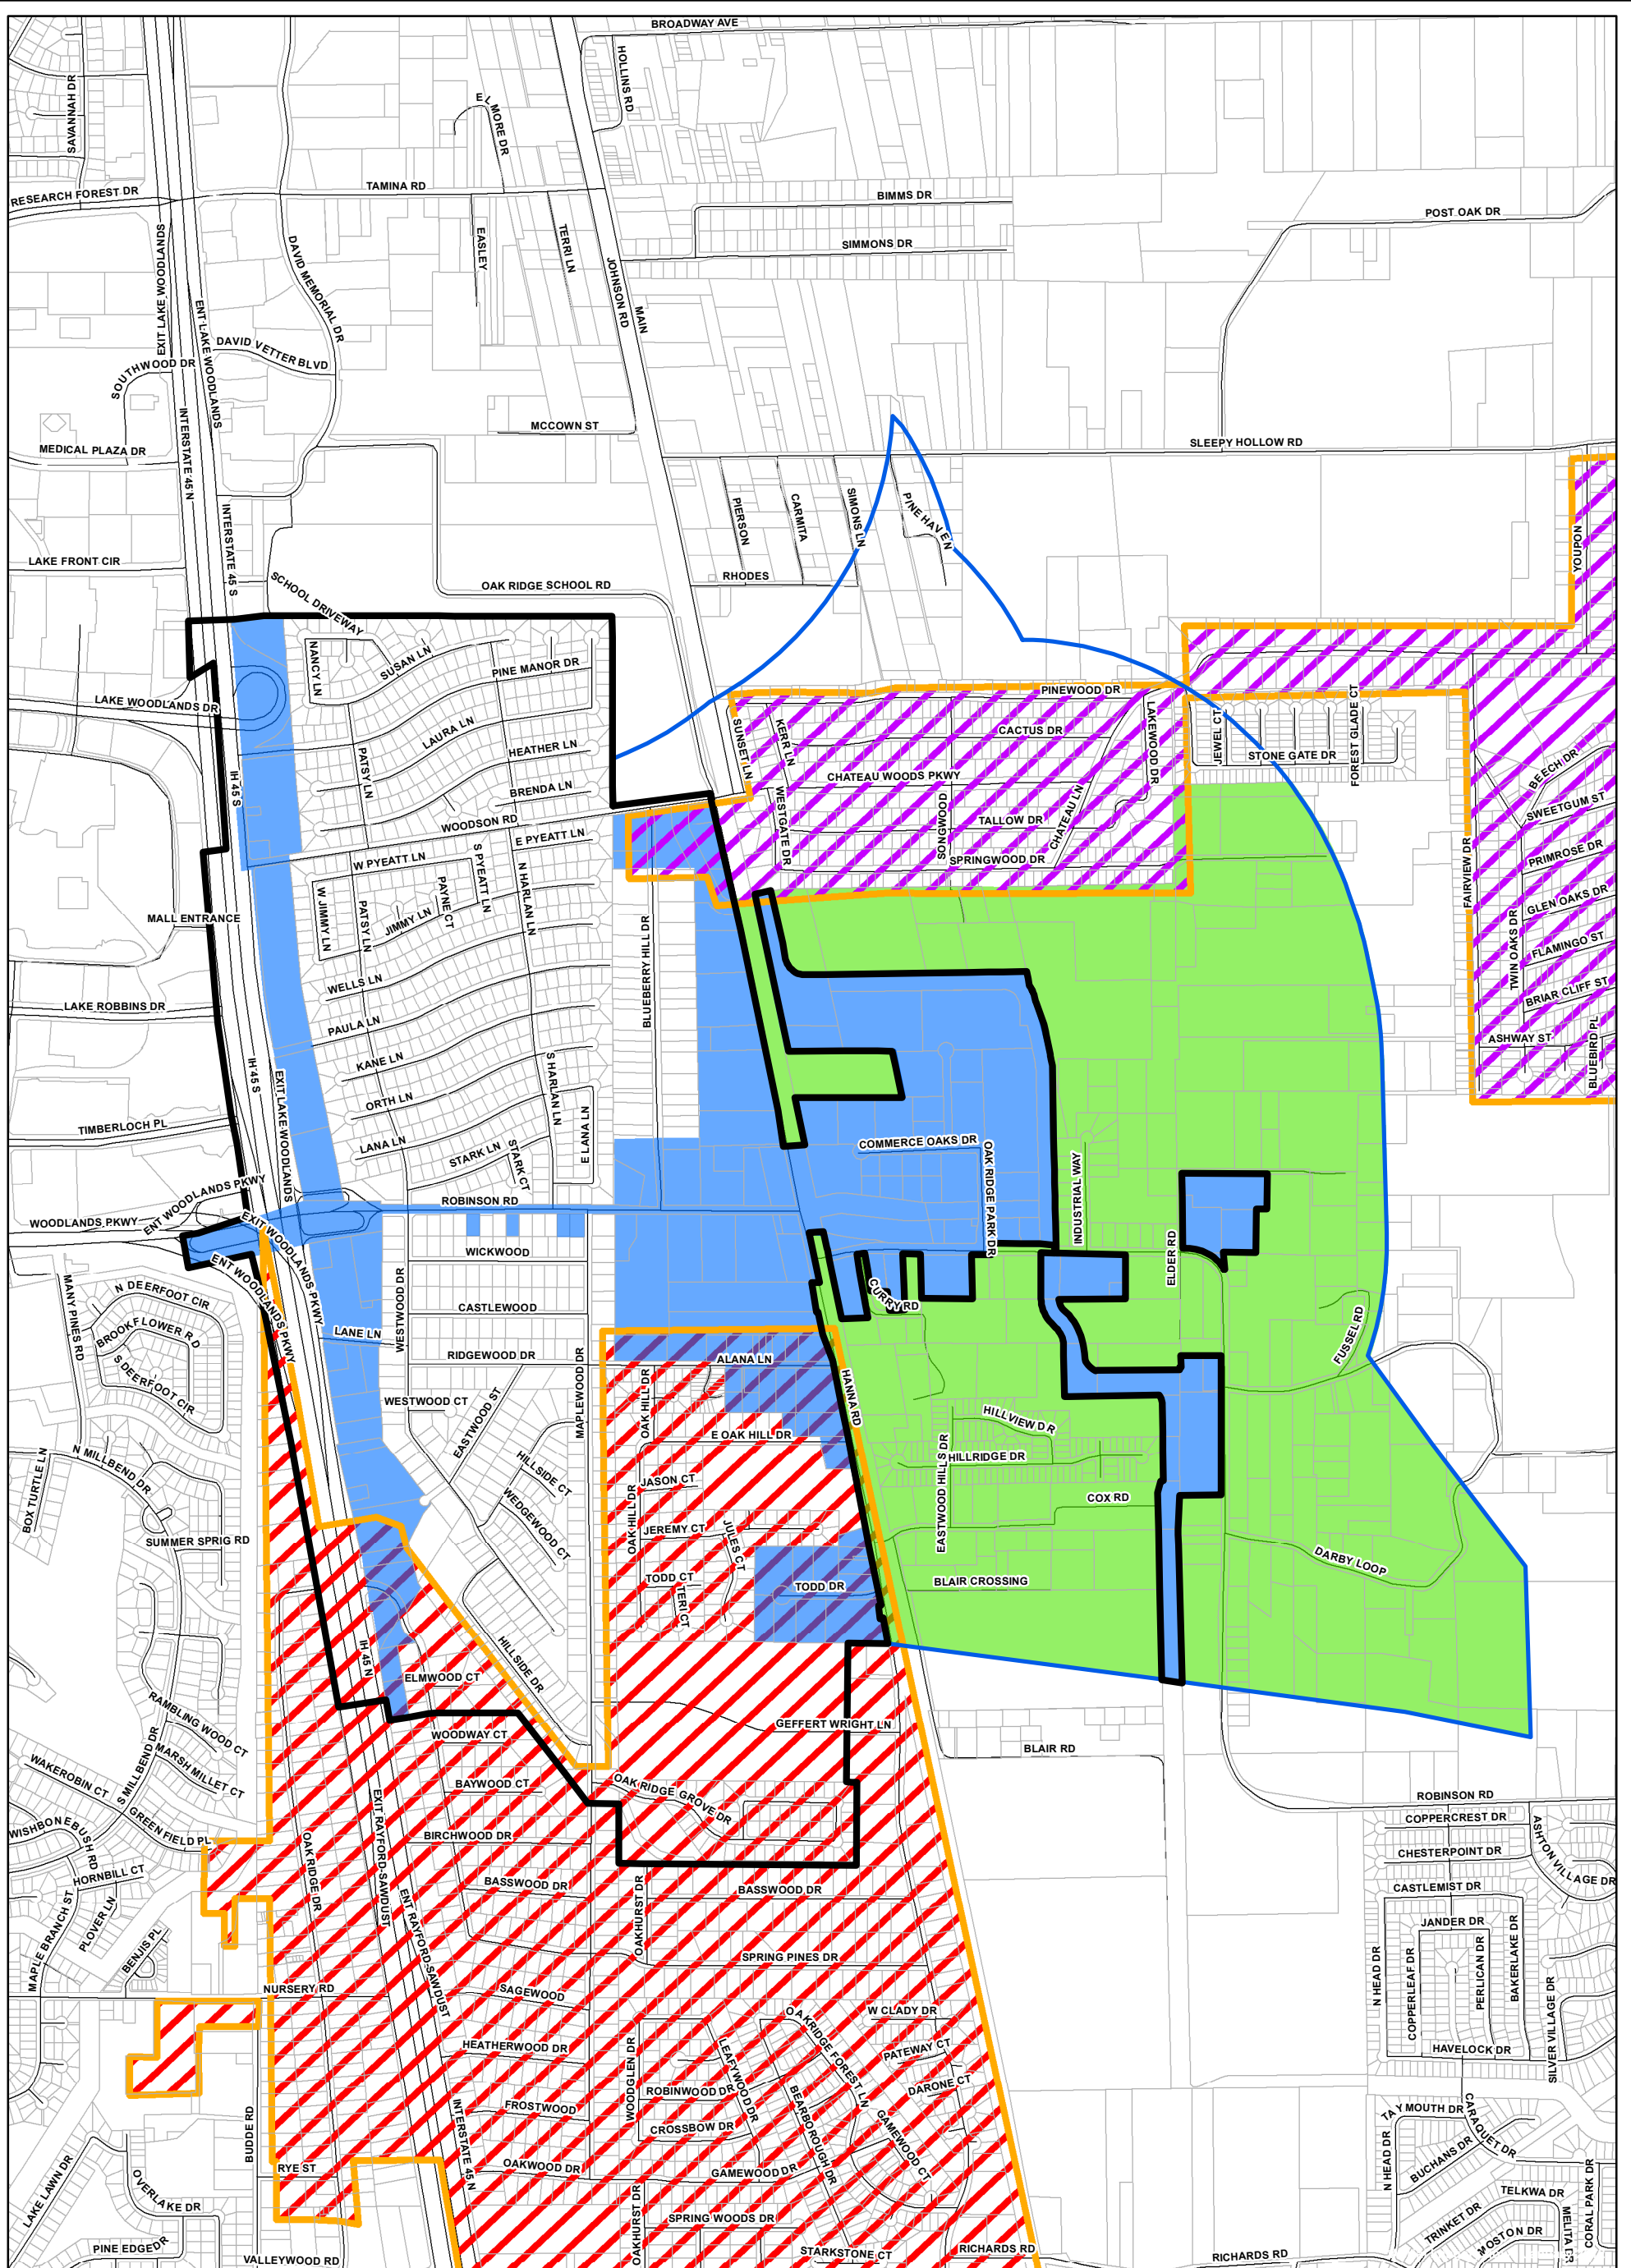 BROADWAY AVE
SAVANNAH DR
HOLLINS RD
E L MORE DR
RESEARCH FOREST DR
TAMINA RD
BIMMS DR
POST OAK DR
EASLEY
TERRI LN
SIMMONS DR
EXIT LAKE WOODLANDS
DAVID MEMORIAL DR
JOHNSON RD
MAIN
ENT LAKE WOODLANDS
DAVID VETTER BLVD
SOUTHWOOD DR
MCCOWN ST
SLEEPY HOLLOW RD
MEDICAL PLAZA DR
INTERSTATE 45 N
PIERSON
CARMITA
SIMONS LN
PINE HAVEN
INTERSTATE 45 S
YOUPON
LAKE FRONT CIR
RHODES
SCHOOL DRIVEWAY
OAK RIDGE SCHOOL RD
NANCY LN
SUSAN LN
PINE MANOR DR
PINEWOOD DR
LAKE WOODLANDS DR
LAURA LN
SUNSET LN
KERR LN
CACTUS DR
LAKEWOOD DR
JEWEL CT
FOREST GLADE CT
HEATHER LN
STONE GATE DR
PATSY LN
IH 45 S
CHATEAU WOODS PKWY
BEECH DR
BRENDA LN
WESTGATE DR
SONGWOOD
CHATEAU LN
TALLOW DR
SWEETGUM ST
WOODSON RD
E PYEATT LN
W PYEATT LN
S PYEATT LN
SPRINGWOOD DR
PRIMROSE DR
FAIRVIEW DR
W JIMMY LN
PATSY LN
JIMMY LN
PAYNE CT
N HARLAN LN
GLEN OAKS DR
MALL ENTRANCE
BLUEBERRY HILL DR
TWIN OAKS DR
FLAMINGO ST
WELLS LN
BRIAR CLIFF ST
LAKE ROBBINS DR
PAULA LN
ASHWAY ST
BLUEBIRD PL
KANE LN
IH 45 S
EXIT LAKE WOODLANDS
S HARLAN LN
ORTH LN
TIMBERLOCH PL
LANA LN
E LANA LN
COMMERCE OAKS DR
STARK LN
STARK CT
OAK RIDGE PARK DR
INDUSTRIAL WAY
ENT WOODLANDS PKWY
ROBINSON RD
WOODLANDS PKWY
EXIT WOODLANDS PKWY
WICKWOOD
ELDER RD
ENT WOODLANDS PKWY
MANY PINES RD
N DEERFOOT CIR
WESTWOOD DR
CURRY RD
CASTLEWOOD
BROOKFLOWER RD
LANE LN
FUSSEL RD
S DEERFOOT CIR
RIDGEWOOD DR
ALANA LN
MAPLEWOOD DR
OAK HILL DR
HANNA RD
WESTWOOD CT
EASTWOOD ST
HILLVIEW DR
E OAK HILL DR
EASTWOOD HILLS DR
N MILLBEND DR
HILLSIDE CT
HILLRIDGE DR
BOX TURTLE LN
JASON CT
WEDGEWOOD CT
OAK HILL DR
COX RD
SUMMER SPRIG RD
JEREMY CT
JULES CT
DARBY LOOP
TODD CT
TERI CT
TODD DR
BLAIR CROSSING
IH 45 N
HILLSIDE DR
ELMWOOD CT
RAMBLING WOOD CT
GEFFERT WRIGHT LN
WOODWAY CT
BLAIR RD
S MILLBEND DR
MARSH MILLET CT
WAKEROBIN CT
BAYWOOD CT
OAK RIDGE GROVE DR
ROBINSON RD
GREEN FIELD PL
COPPERCREST DR
WISHBONEBUSH RD
BIRCHWOOD DR
ASHTON VILLAGE DR
OAK RIDGE DR
EXIT RAYFORD-SAWDUST
CHESTERPOINT DR
HORNBILL CT
BASSWOOD DR
BASSWOOD DR
CASTLEMIST DR
PLOVER LN
ENT RAYFORD-SAWDUST
OAKHURST DR
JANDER DR
MAPLE BRANCH ST
BENJIS PL
SPRING PINES DR
N HEAD DR
COPPERLEAF DR
PERLICAN DR
BAKERLAKE DR
NURSERY RD
SAGEWOOD
SILVER VILLAGE DR
W CLADY DR
OAKRIDGE FOREST LN
HEATHERWOOD DR
WOODGLEN DR
LEAFYWOOD DR
PATEWAY CT
HAVELOCK DR
ROBINWOOD DR
BEARBOROUGH DR
DARONE CT
FROSTWOOD
TAYMOUTH DR
CARAQUET DR
BUDDE RD
CROSSBOW DR
GAMEWOOD CT
INTERSTATE 45 N
N HEAD DR
BUCHANS DR
RYE ST
OAKWOOD DR
GAMEWOOD DR
LAKE LAWN DR
OVERLAKE DR
TELKWA DR
OAKHURST DR
CORAL PARK DR
SPRING WOODS DR
TRINKET DR
MOSTON DR
PINE EDGE DR
VALLEYWOOD RD
STARKSTONE CT
RICHARDS RD
RICHARDS RD